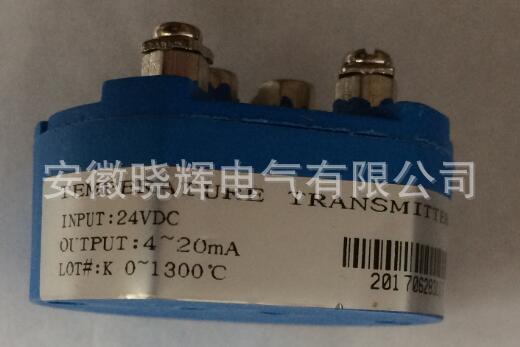 安徽晓辉电气有限公司
TEMPERATURE TRANSMITTER
INPUT:24VDC
OUTPUT:4~20mA
LOT#:K 0~1300℃